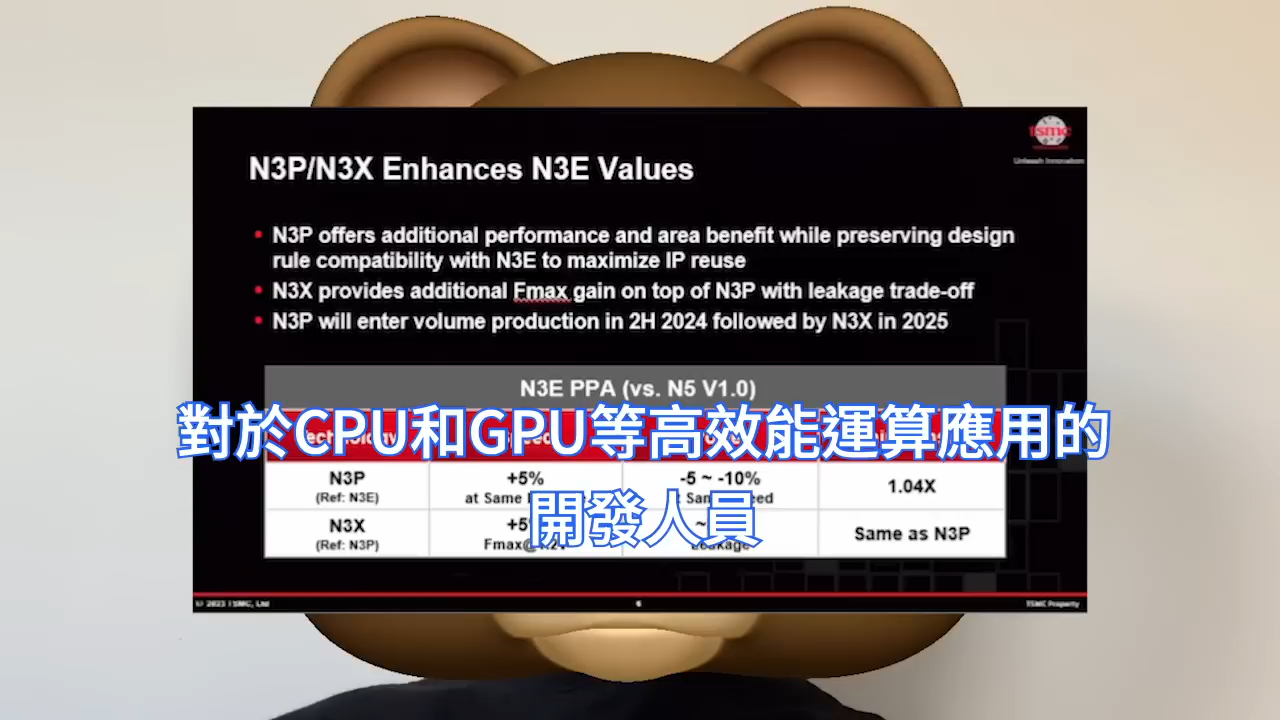 tsmc
Unleash Innovation
N3P/N3X Enhances N3E Values
• N3P offers additional performance and area benefit while preserving design
rule compatibility with N3E to maximize IP reuse
• N3X provides additional Fmax gain on top of N3P with leakage trade-off
• N3P will enter volume production in 2H 2024 followed by N3X in 2025
N3E PPA (vs. N5 V1.0)
對於CPU和GPU等高效能運算應用的
N3P +5% -5 ~ -10% 1.04X
(Ref: N3E) at Same
開發人員
N3X Same as N3P
(Ref: N3P) Leakage
© 2023 TSMC, Ltd 6 TSMC Property